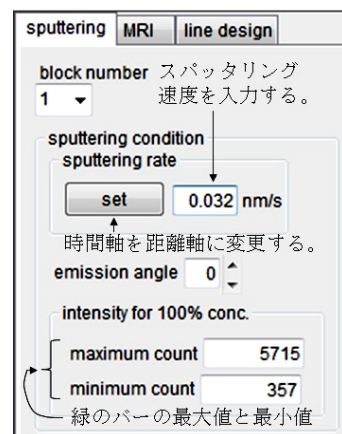 sputtering MRI line design
block number スパッタリング
1 速度を入力する。
sputtering condition
sputtering rate
set 0.032 nm/s
時間軸を距離軸に変更する。
emission angle 0
intensity for 100% conc.
maximum count 5715
minimum count 357
緑のバーの最大値と最小値